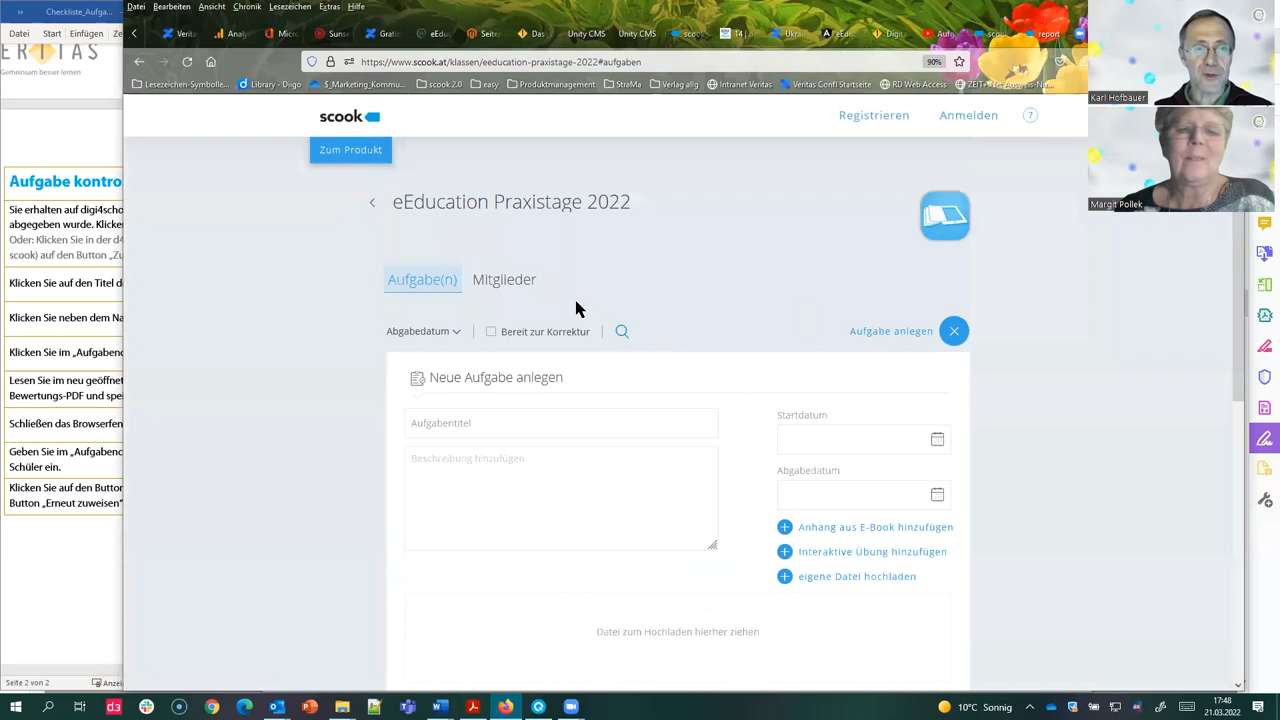 Checkliste_Aufga...
Datei Start Einfügen
ERITAS
Gemeinsam besser lernen
Aufgabe kontro
Sie erhalten auf digi4scho
abgegeben wurde. Klicke
Oder: Klicken Sie in der d4
scook) auf den Button „Zu
Klicken Sie auf den Titel d
Klicken Sie neben dem Na
Klicken Sie im „Aufgabenc
Lesen Sie im neu geöffnet
Bewertungs-PDF und spe
Schließen das Browserfen
Geben Sie im „Aufgabenc
Schüler ein.
Klicken Sie auf den Button
Button „Erneut zuweisen“
Seite 2 von 2
Datei Bearbeiten Ansicht Chronik Lesezeichen Extras Hilfe
https://www.scook.at/klassen/eeducation-praxistage-2022#aufgaben
90%
Lesezeichen-Symbolle... Library - Diigo $_Marketing_Kommu... scook 2.0 easy Produktmanagement StraMa Verlag allg Intranet Veritas Veritas Confl Startseite RD Web Access
scook
Registrieren Anmelden ?
Zum Produkt
eEducation Praxistage 2022
Aufgabe(n) Mitglieder
Abgabedatum Bereit zur Korrektur Aufgabe anlegen
Neue Aufgabe anlegen
Aufgabentitel
Beschreibung hinzufügen
Startdatum
Abgabedatum
Anhang aus E-Book hinzufügen
Interaktive Übung hinzufügen
eigene Datei hochladen
Datei zum Hochladen hierher ziehen
Karl Hofbauer
Margit Pollek
10°C Sonnig
17:48
21.03.2022